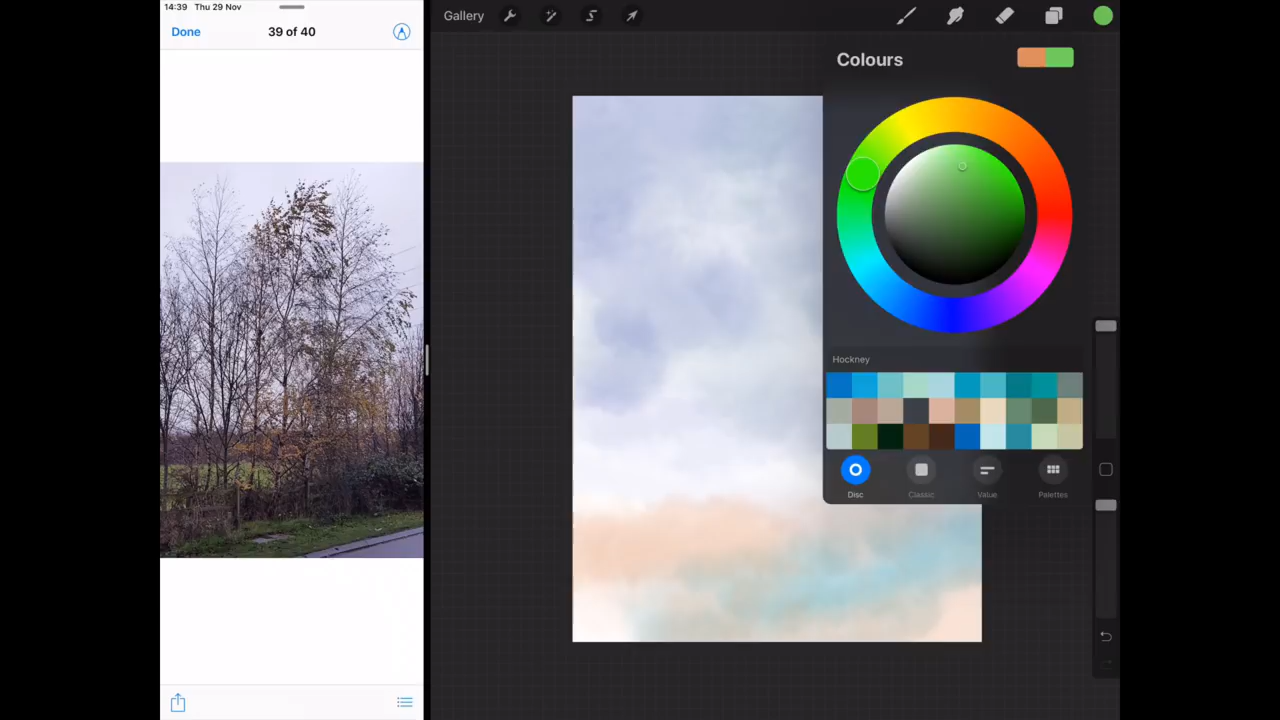 14:39 Thu 29 Nov
Done
39 of 40
Gallery
Colours
Hockney
Disc
Classic
Value
Palettes